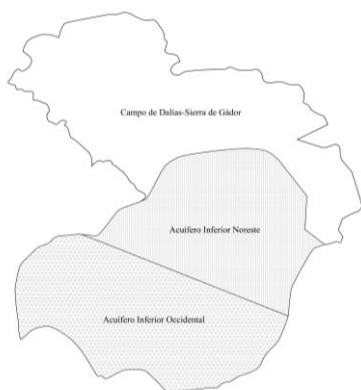 Campo de Dalías-Sierra de Gádor
Acuífero Inferior Noreste
Acuífero Inferior Occidental